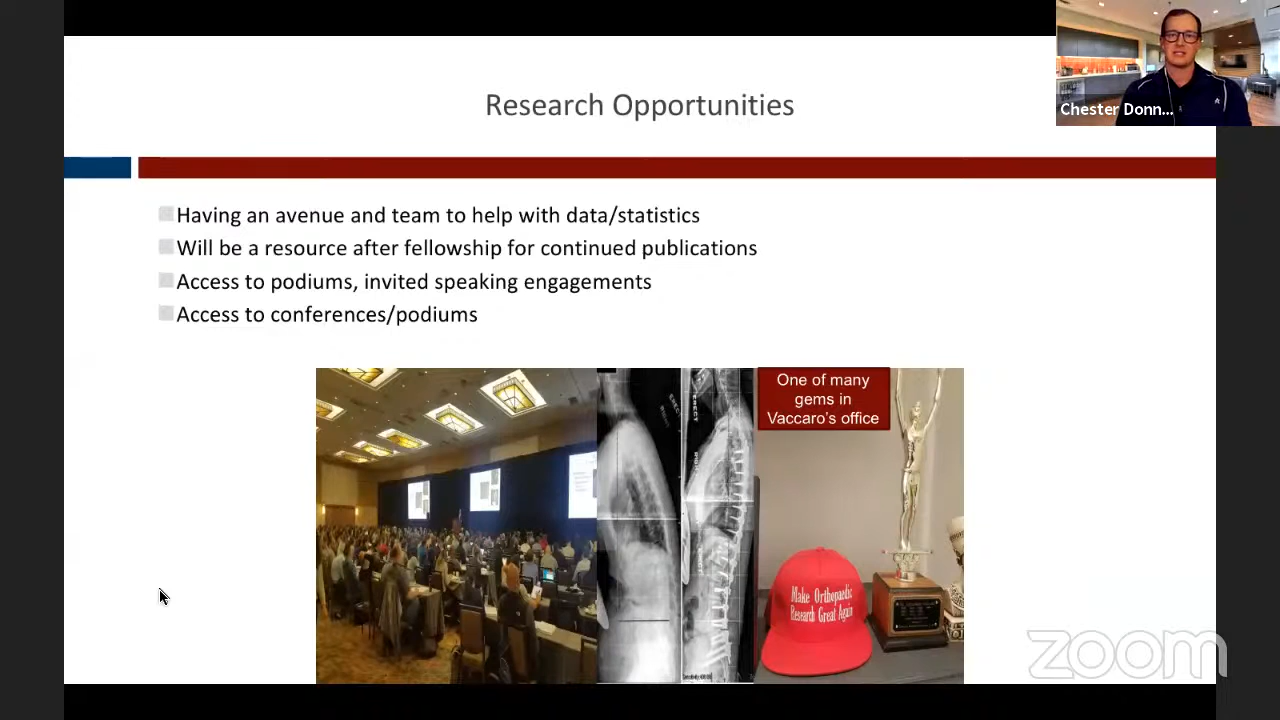 Research Opportunities
Chester Donn...
Having an avenue and team to help with data/statistics
Will be a resource after fellowship for continued publications
Access to podiums, invited speaking engagements
Access to conferences/podiums
One of many
gems in
Vaccaro's office
ERECT
ERECT
Make Orthopaedic
Research Great Again
zoom